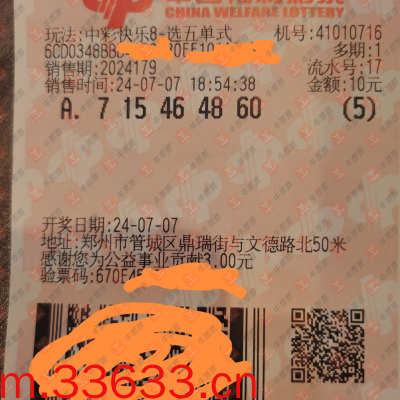 CHINA WELFARE LOTTERY
玩法:中彩快乐8-选五单式 机号:41010716
6CD0348BB 多期:1
销售期:2024179 流水号:17
销售时间:24-07-07 18:54:38 金额:10元
A. 7 15 46 48 60 (5)
开奖日期:24-07-07
地址:郑州市管城区鼎瑞街与文德路北50米
感谢您为公益事业贡献3.00元
验票码:670E4
m.33633.cn